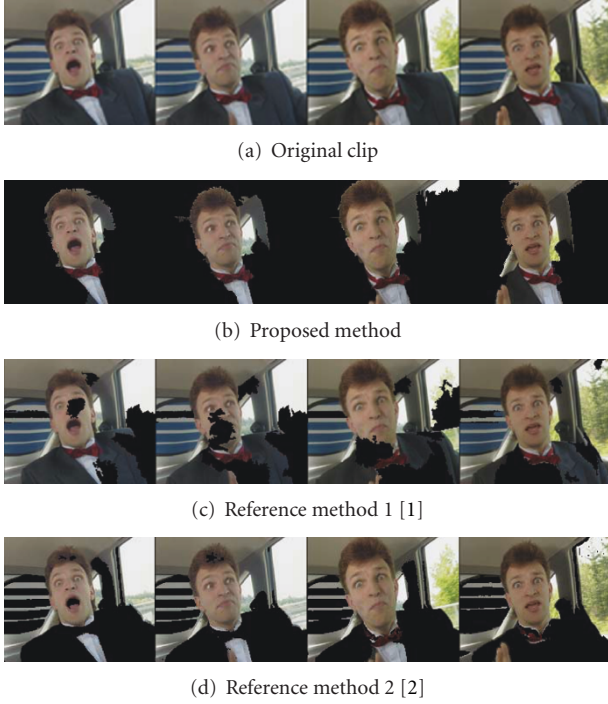 (a) Original clip
(b) Proposed method
(c) Reference method 1 [1]
(d) Reference method 2 [2]